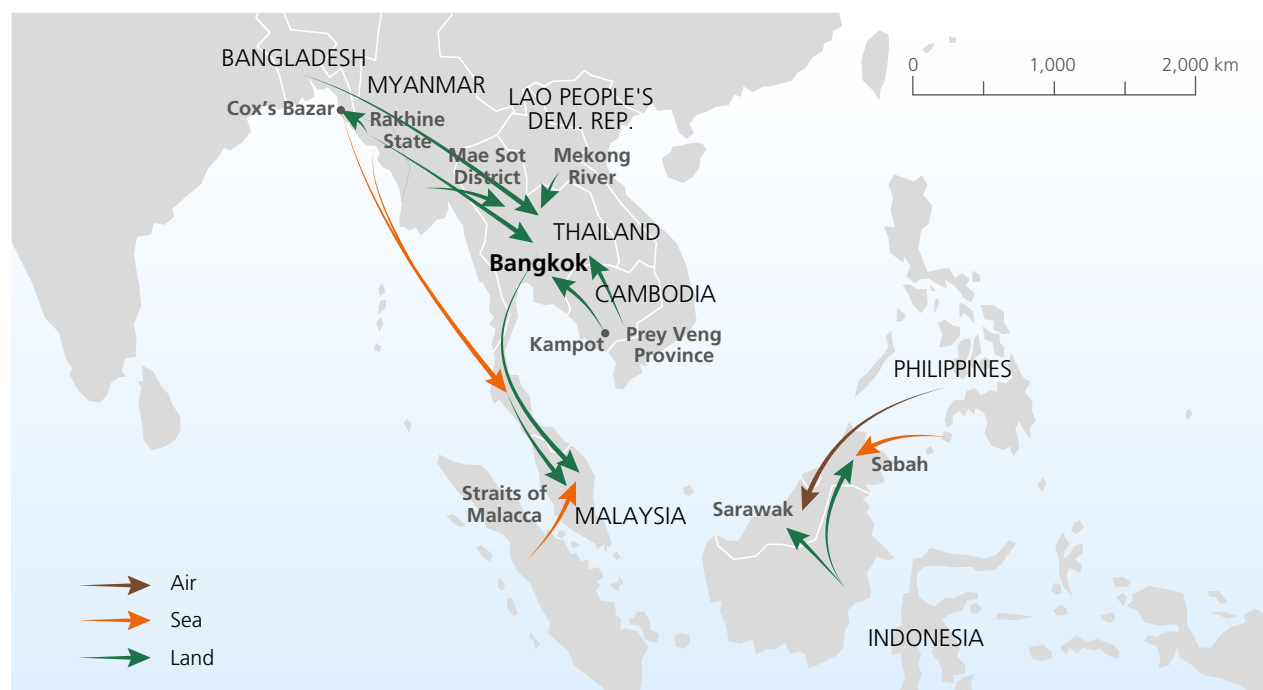 BANGLADESH
0
1,000
2,000 km
MYANMAR
LAO PEOPLE'S
DEM. REP.
Cox's Bazar
Rakhine
State
Mae Sot
District
Mekong
River
THAILAND
Bangkok
CAMBODIA
Kampot
Prey Veng
Province
PHILIPPINES
Sabah
Straits of
Malacca
Sarawak
MALAYSIA
Air
Sea
INDONESIA
Land